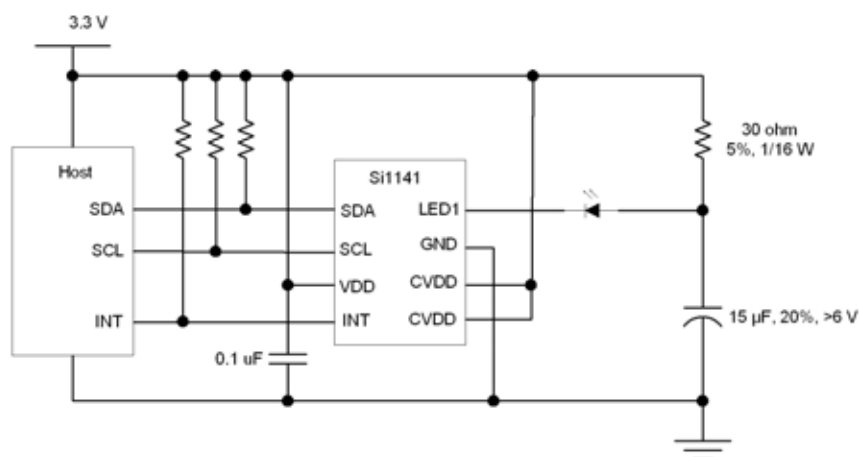 3.3 V
30 ohm
5%, 1/16 W
Host
Si1141
SDA
SDA
LED1
SCL
SCL
GND
VDD
CVDD
INT
INT
CVDD
15 µF, 20%, >6 V
0.1 uF